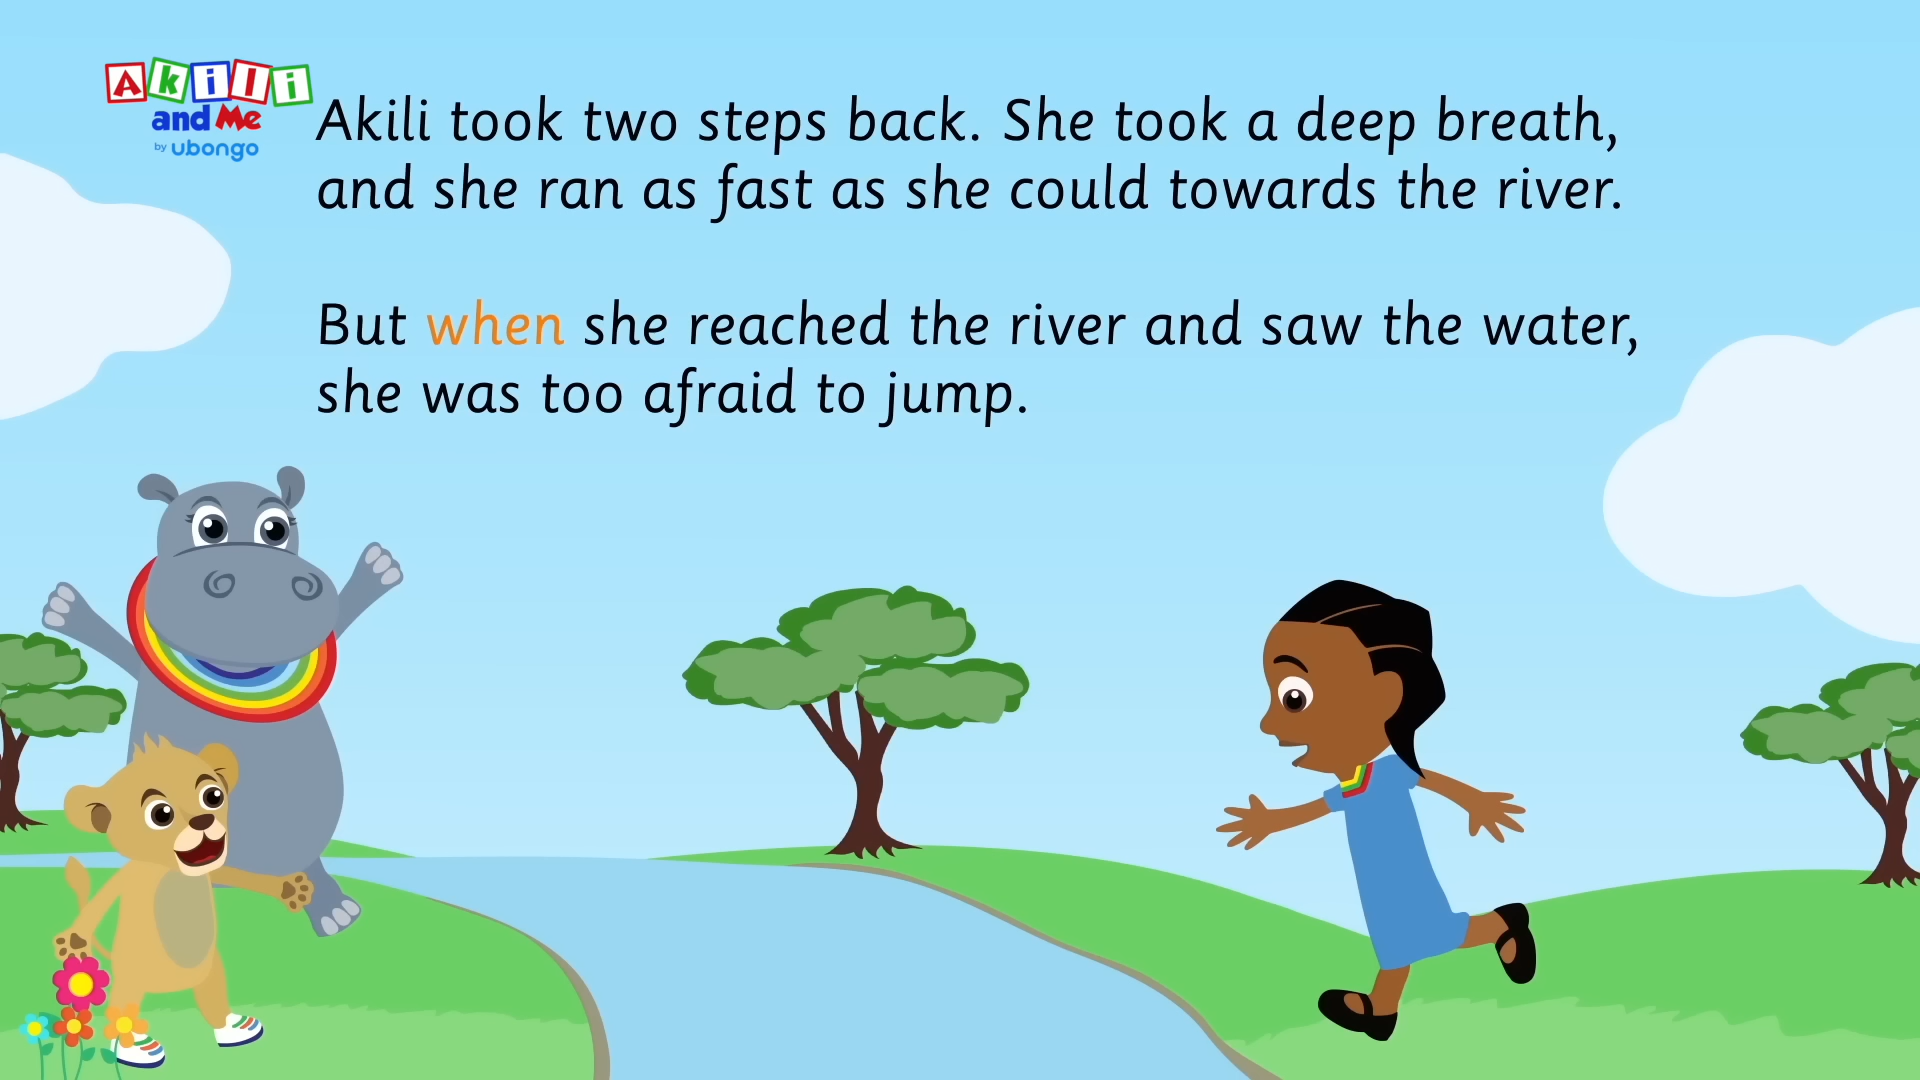 Akili
and Me
by ubongo
Akili took two steps back. She took a deep breath,
and she ran as fast as she could towards the river.
But when she reached the river and saw the water,
she was too afraid to jump.